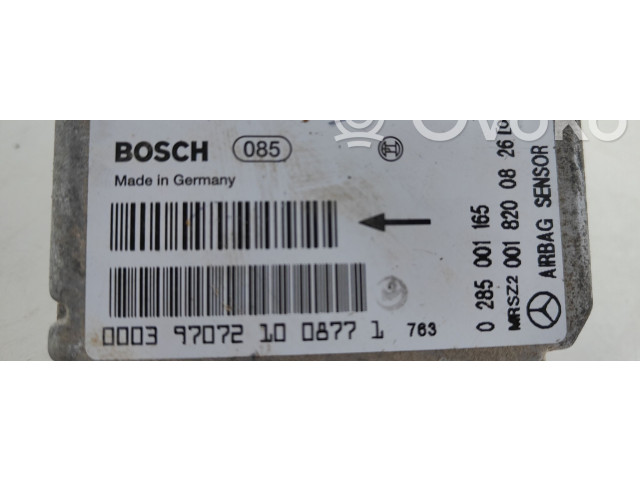 BOSCH 085
Made in Germany
0003 97072 10 0877 1 763
0 285 001 165
MRSZ2 001 820 08 26
AIRBAG SENSOR